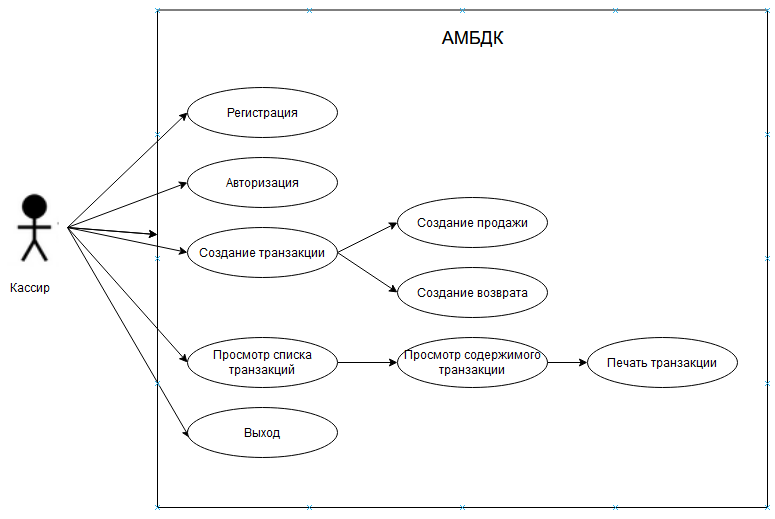 АМБДК
Регистрация
Авторизация
Создание продажи
Создание транзакции
Кассир
Создание возврата
Просмотр списка
транзакций
Просмотр содержимого
транзакции
Печать транзакции
Выход